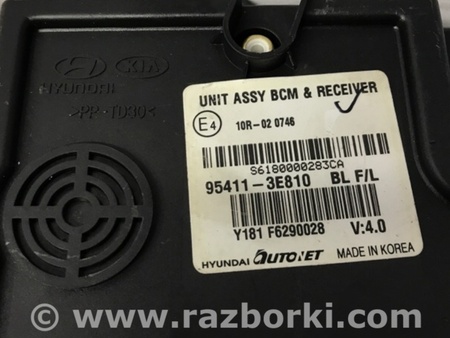 HYUNDAI
KIA
>PP-TD30<
UNIT ASSY BCM & RECEIVER
E4
10R-02 0746
S6180000283CA
95411-3E810 BL F/L
Y181 F6290028 V:4.0
HYUNDAI AUTONET MADE IN KOREA
© www.razborki.com